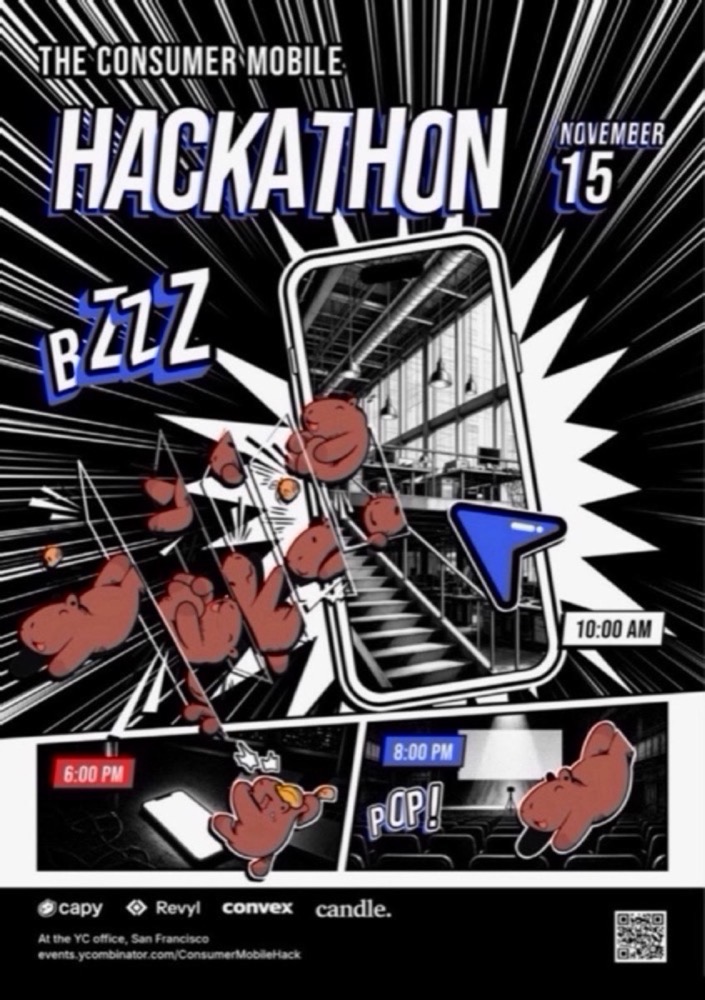 THE CONSUMER MOBILE
HACKATHON
NOVEMBER
15
BZZZ
10:00 AM
6:00 PM
8:00 PM
POP!
capy Revyl convex candle.
At the YC office, San Francisco
events.ycombinator.com/ConsumerMobileHack